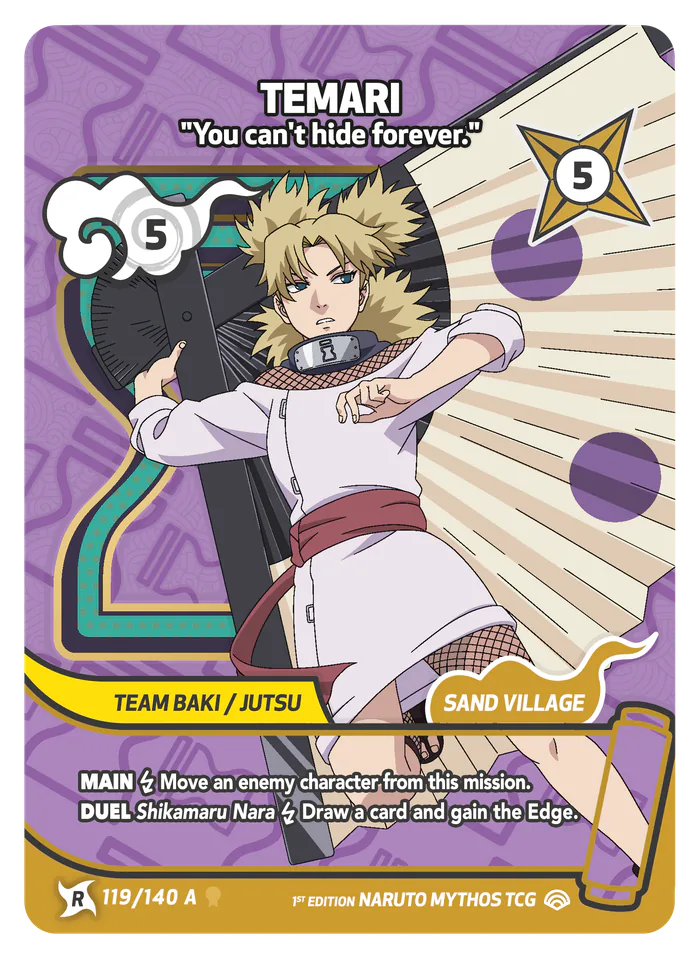 TEMARI
"You can't hide forever."
5
5
TEAM BAKI / JUTSU
SAND VILLAGE
MAIN Move an enemy character from this mission.
DUEL Shikamaru Nara Draw a card and gain the Edge.
R 119/140 A
1ST EDITION NARUTO MYTHOS TCG